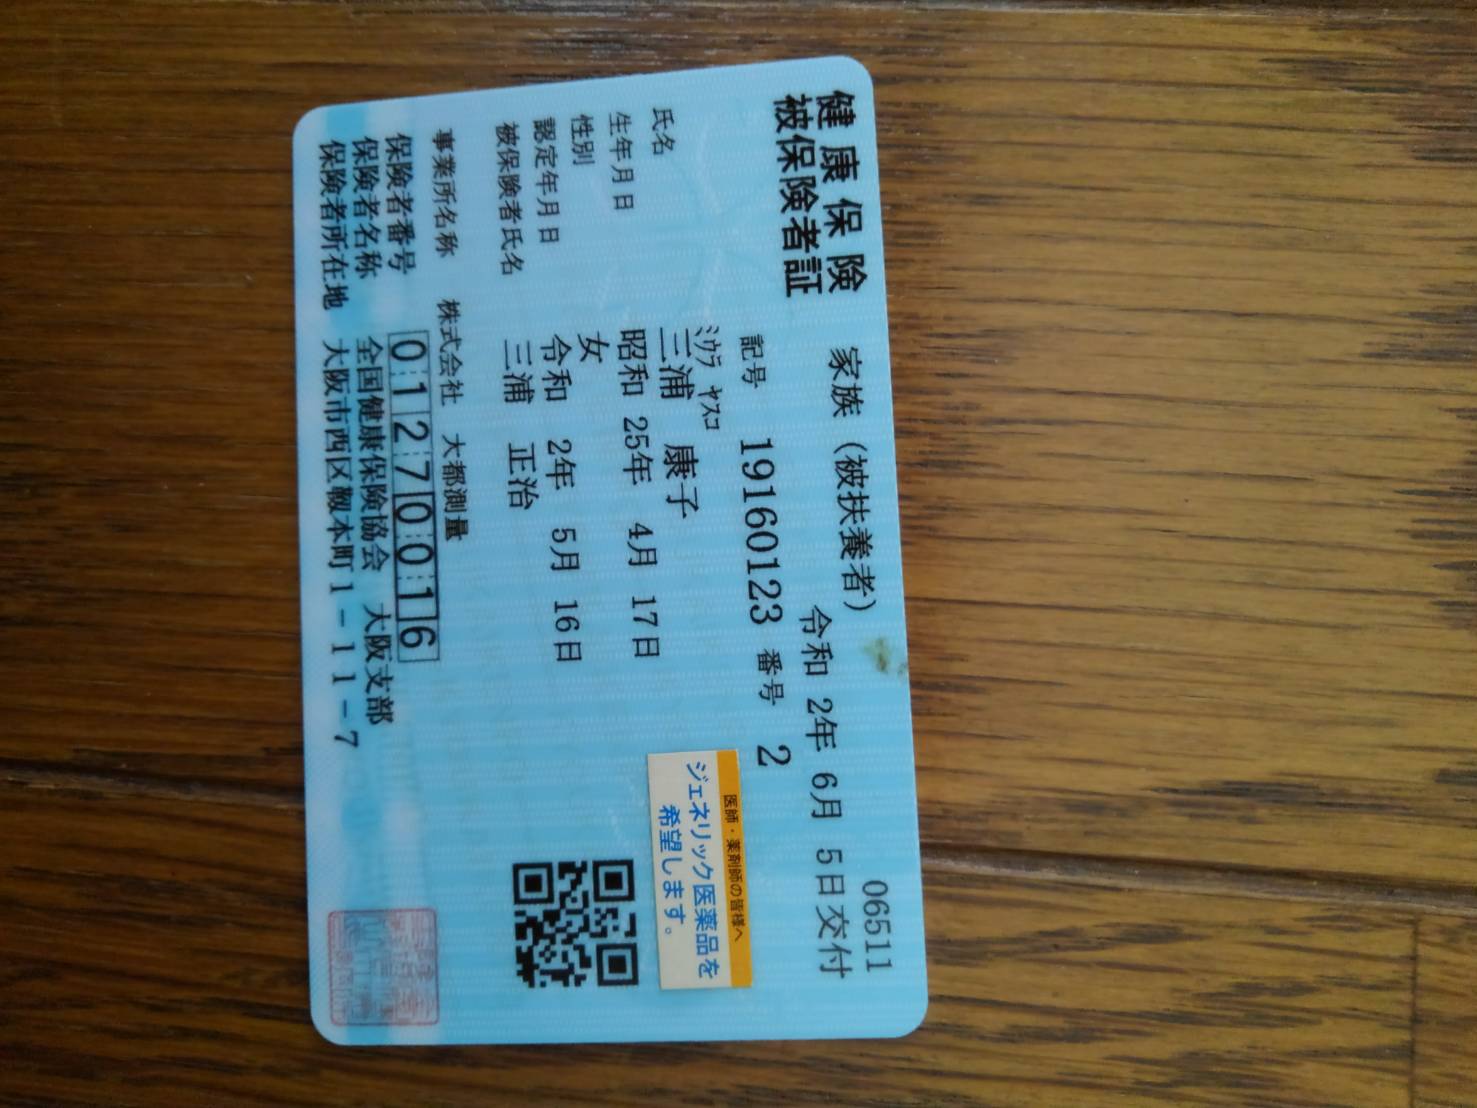 健康保険 家族（被扶養者） 06511
被保険者証 令和 2年 6月 5日交付
記号 19160123 番号 2
ﾐｳﾗ ﾔｽｺ
氏名 三浦 康子
生年月日 昭和 25年 4月 17日
性別 女
認定年月日 令和 2年 5月 16日
被保険者氏名 三浦 正治
事業所名称 株式会社 大都測量
保険者番号 01270016
保険者名称 全国健康保険協会 大阪支部
保険者所在地 大阪市西区靱本町1-11-7
医師・薬剤師の皆様へ
ジェネリック医薬品を
希望します。